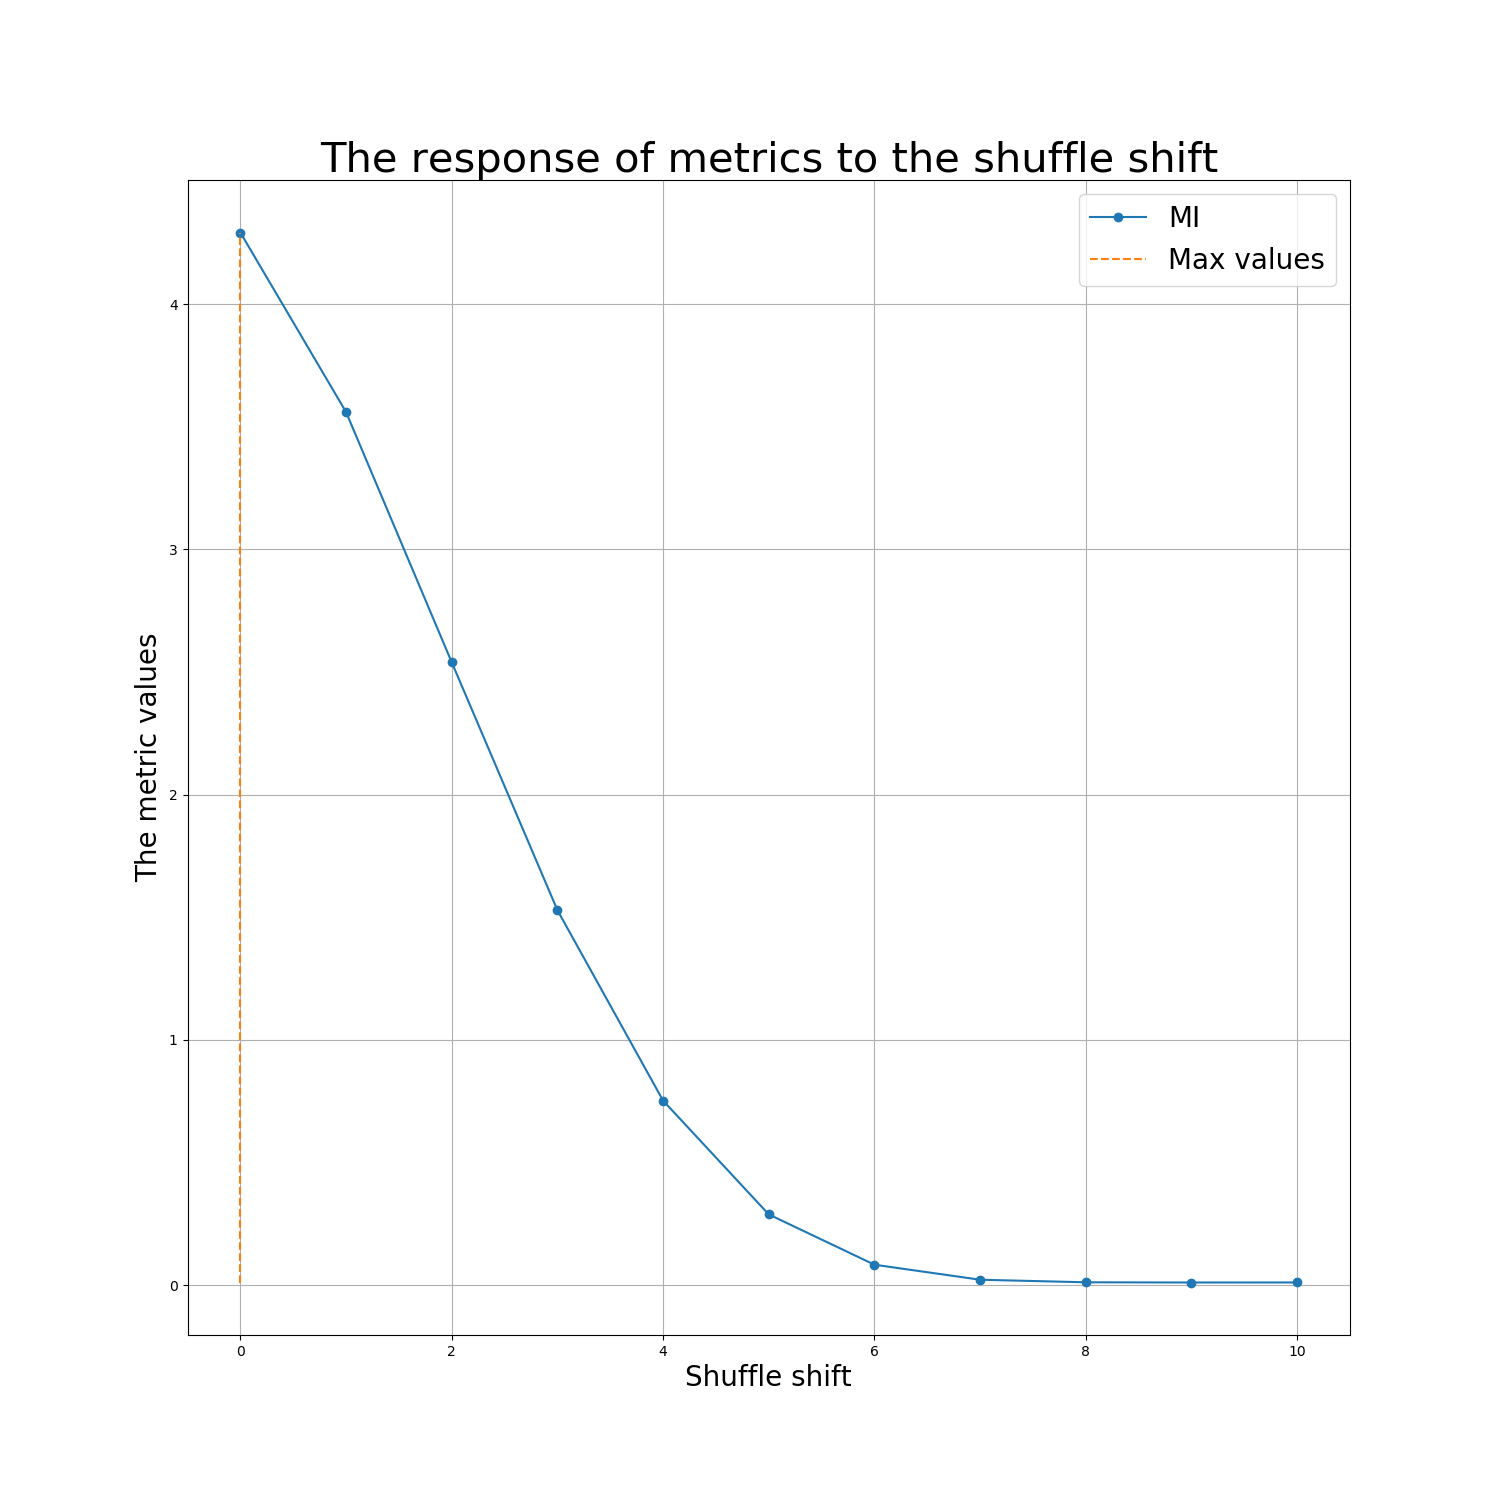 The response of metrics to the shuffle shift
MI
Max values
4
3
2
1
0
The metric values
0 2 4 6 8 10
Shuffle shift